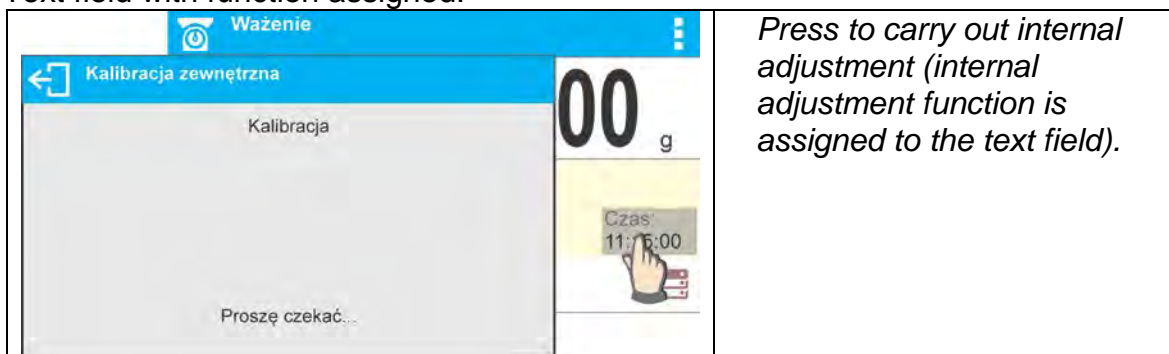 Text field with function assigned:
Ważenie
Kalibracja zewnętrzna
Kalibracja
00 g
Czas:
Proszę czekać...
Press to carry out internal
adjustment (internal
adjustment function is
assigned to the text field).